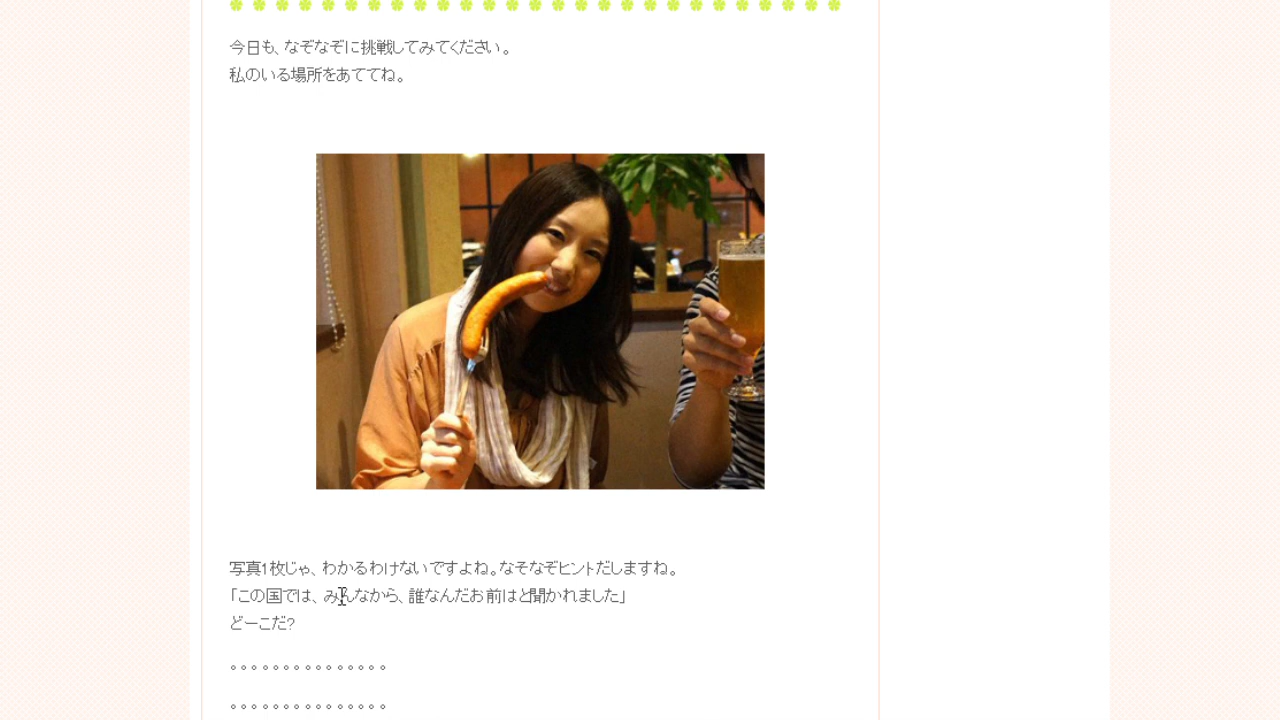 今日も、なぞなぞに挑戦してみてください。
私のいる場所をあててね。
写真1枚じゃ、わかるわけないですよね。なそなぞヒントだしますね。
「この国では、みんなから、誰なんだお前はと聞かれました」
どーこだ?
。。。。。。。。。。。。。。。
。。。。。。。。。。。。。。。